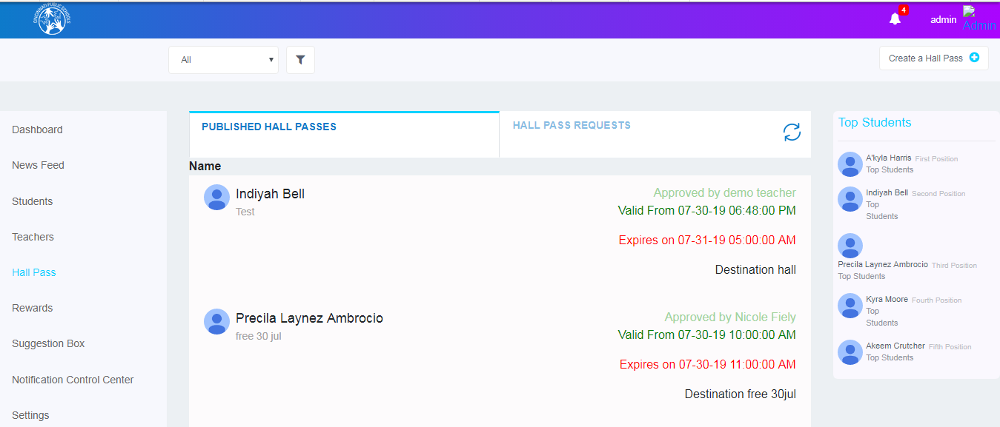 CINCINNATI PUBLIC SCHOOLS
4
admin
Admin
All
Create a Hall Pass
Dashboard
News Feed
Students
Teachers
Hall Pass
Rewards
Suggestion Box
Notification Control Center
Settings
PUBLISHED HALL PASSES
HALL PASS REQUESTS
Name
Indiyah Bell
Test
Approved by demo teacher
Valid From 07-30-19 06:48:00 PM
Expires on 07-31-19 05:00:00 AM
Destination hall
Precila Laynez Ambrocio
free 30 jul
Approved by Nicole Fiely
Valid From 07-30-19 10:00:00 AM
Expires on 07-30-19 11:00:00 AM
Destination free 30jul
Top Students
A'kyla Harris First Position
Top Students
Indiyah Bell Second Position
Top
Students
Precila Laynez Ambrocio Third Position
Top Students
Kyra Moore Fourth Position
Top
Students
Akeem Crutcher Fifth Position
Top Students